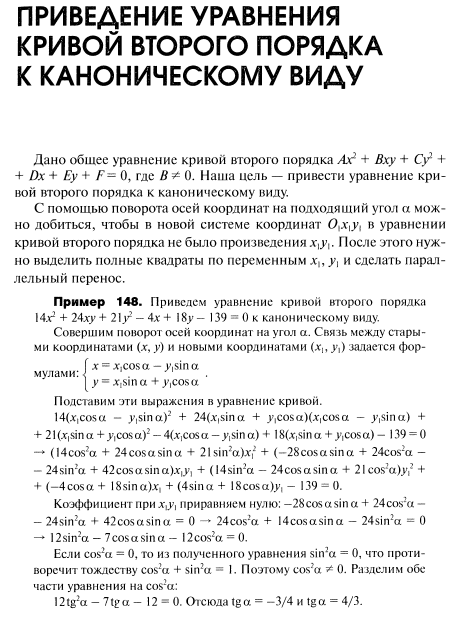 ПРИВЕДЕНИЕ УРАВНЕНИЯ
КРИВОЙ ВТОРОГО ПОРЯДКА
К КАНОНИЧЕСКОМУ ВИДУ
Дано общее уравнение кривой второго порядка Ax² + Bxy + Cy² +
+ Dx + Ey + F = 0, где B ≠ 0. Наша цель — привести уравнение кри-
вой второго порядка к каноническому виду.
С помощью поворота осей координат на подходящий угол α мож-
но добиться, чтобы в новой системе координат O₁x₁y₁ в уравнении
кривой второго порядка не было произведения x₁y₁. После этого нуж-
но выделить полные квадраты по переменным x₁, y₁ и сделать парал-
лельный перенос.
Пример 148. Приведем уравнение кривой второго порядка
14x² + 24xy + 21y² – 4x + 18y – 139 = 0 к каноническому виду.
Совершим поворот осей координат на угол α. Связь между стары-
ми координатами (x, y) и новыми координатами (x₁, y₁) задается фор-
мулами: { x = x₁cos α – y₁sin α
y = x₁sin α + y₁cos α .
Подставим эти выражения в уравнение кривой.
14(x₁cos α – y₁sin α)² + 24(x₁sin α + y₁cos α)(x₁cos α – y₁sin α) +
+ 21(x₁sin α + y₁cos α)² – 4(x₁cos α – y₁sin α) + 18(x₁sin α + y₁cos α) – 139 = 0
→ (14cos²α + 24cos α sin α + 21sin²α)x₁² + (–28cos α sin α + 24cos²α –
– 24sin²α + 42cos α sin α)x₁y₁ + (14sin²α – 24cos α sin α + 21cos²α)y₁² +
+ (–4cos α + 18sin α)x₁ + (4sin α + 18cos α)y₁ – 139 = 0.
Коэффициент при x₁y₁ приравнием нулю: –28cos α sin α + 24cos²α –
– 24sin²α + 42cos α sin α = 0 → 24cos²α + 14cos α sin α – 24sin²α = 0
→ 12sin²α – 7cos α sin α – 12cos²α = 0.
Если cos²α = 0, то из полученного уравнения sin²α = 0, что проти-
воречит тождеству cos²α + sin²α = 1. Поэтому cos²α ≠ 0. Разделим обе
части уравнения на cos²α:
12tg²α – 7tg α – 12 = 0. Отсюда tg α = –3/4 и tg α = 4/3.